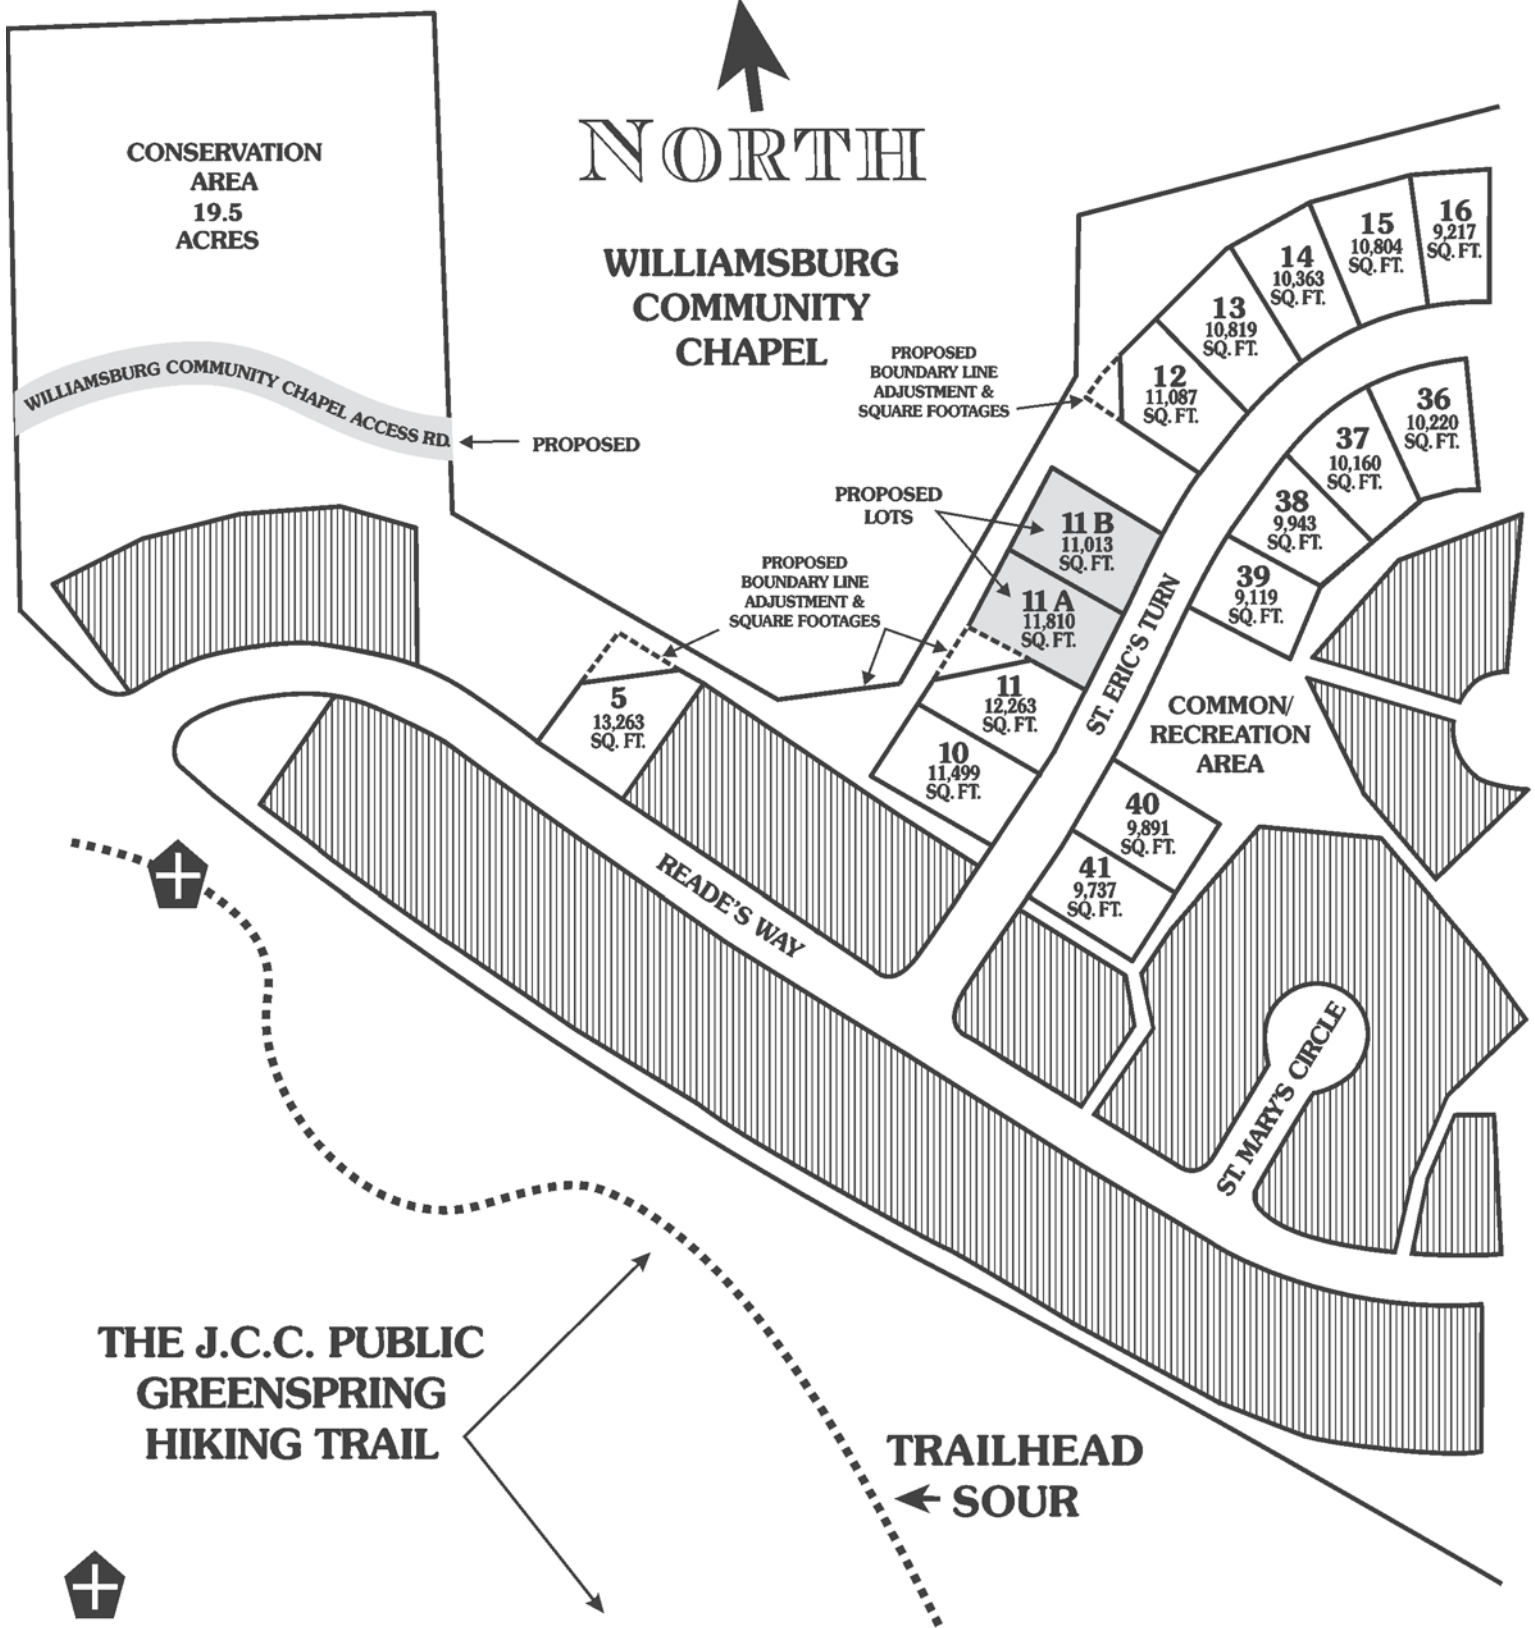 NORTH
CONSERVATION
AREA
19.5
ACRES
WILLIAMSBURG
COMMUNITY
CHAPEL
WILLIAMSBURG COMMUNITY CHAPEL ACCESS RD.
PROPOSED
PROPOSED
BOUNDARY LINE
ADJUSTMENT &
SQUARE FOOTAGES
16
9,217
SQ. FT.
15
10,804
SQ. FT.
14
10,363
SQ. FT.
13
10,819
SQ. FT.
12
11,087
SQ. FT.
36
10,220
SQ. FT.
37
10,160
SQ. FT.
38
9,943
SQ. FT.
39
9,119
SQ. FT.
PROPOSED
LOTS
11 B
11,013
SQ. FT.
11 A
11,810
SQ. FT.
PROPOSED
BOUNDARY LINE
ADJUSTMENT &
SQUARE FOOTAGES
5
13,263
SQ. FT.
11
12,263
SQ. FT.
10
11,499
SQ. FT.
ST. ERIC'S TURN
COMMON/
RECREATION
AREA
40
9,891
SQ. FT.
41
9,737
SQ. FT.
READE'S WAY
ST. MARY'S CIRCLE
THE J.C.C. PUBLIC
GREENSPRING
HIKING TRAIL
TRAILHEAD
SOUR